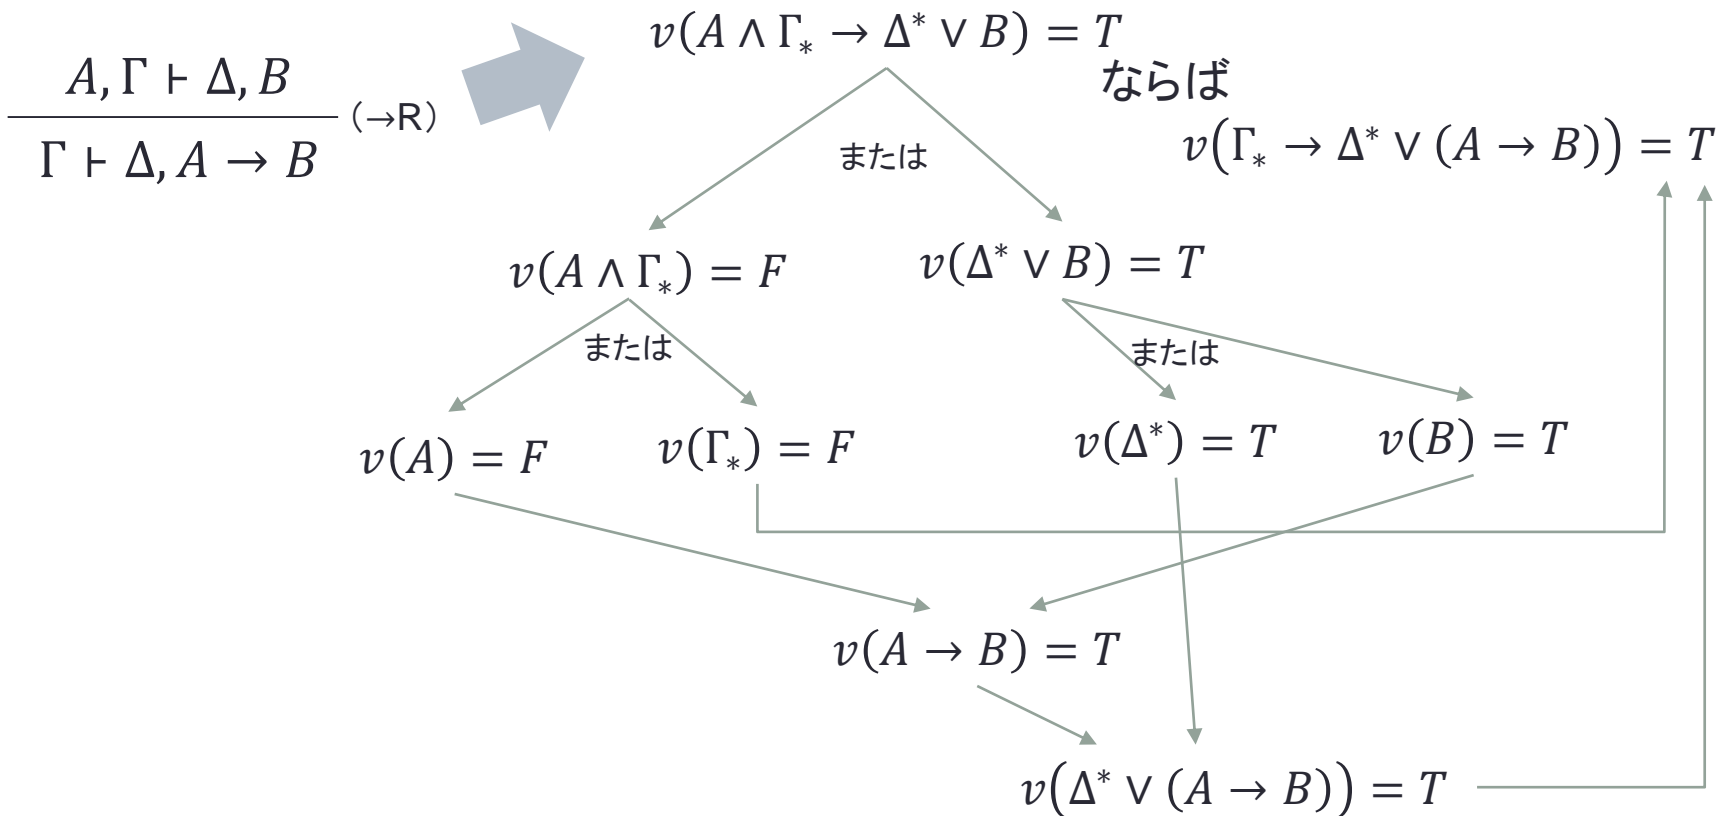 A, Γ ⊢ Δ, B
(→R)
Γ ⊢ Δ, A → B
v(A ∧ Γ_* → Δ^* ∨ B) = T
ならば
v(Γ_* → Δ^* ∨ (A → B)) = T
または
v(A ∧ Γ_*) = F
v(Δ^* ∨ B) = T
または
または
v(A) = F
v(Γ_*) = F
v(Δ^*) = T
v(B) = T
v(A → B) = T
v(Δ^* ∨ (A → B)) = T